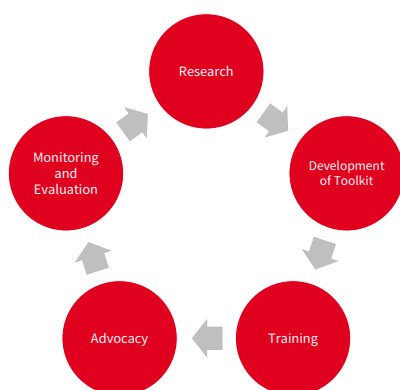 Research
Development
of Toolkit
Training
Advocacy
Monitoring
and
Evaluation